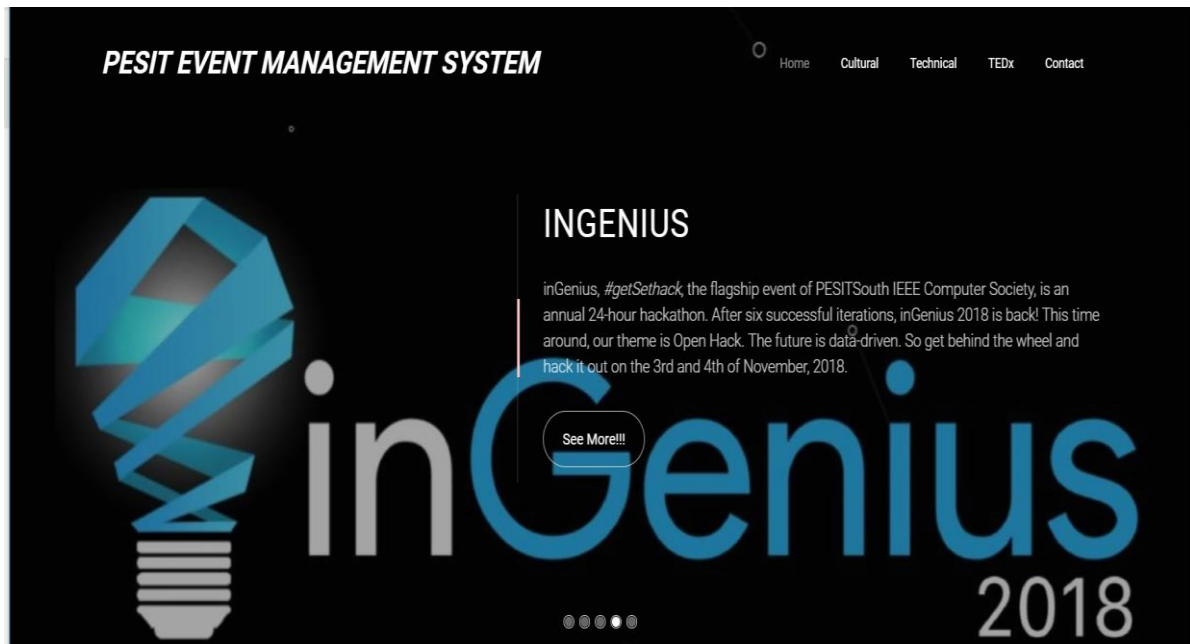 PESIT EVENT MANAGEMENT SYSTEM
Home Cultural Technical TEDx Contact
INGENIUS
inGenius, #getSethack, the flagship event of PESITSouth IEEE Computer Society, is an
annual 24-hour hackathon. After six successful iterations, inGenius 2018 is back! This time
around, our theme is Open Hack. The future is data-driven. So get behind the wheel and
hack it out on the 3rd and 4th of November, 2018.
See More!!!
inGenius
2018